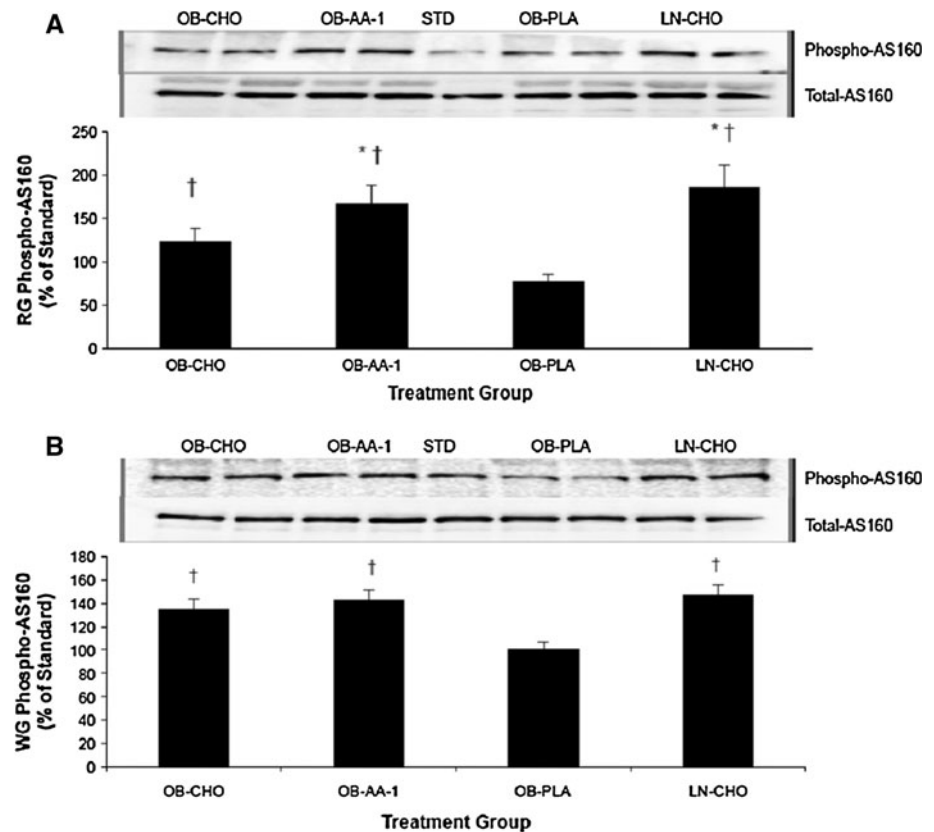 A
OB-CHO OB-AA-1 STD OB-PLA LN-CHO
Phospho-AS160
Total-AS160
RG Phospho-AS160
(% of Standard)
250
200
150
100
50
0
†
* †
* †
OB-CHO OB-AA-1 OB-PLA LN-CHO
Treatment Group
B
OB-CHO OB-AA-1 STD OB-PLA LN-CHO
Phospho-AS160
Total-AS160
WG Phospho-AS160
(% of Standard)
180
160
140
120
100
80
60
40
20
0
†
†
†
OB-CHO OB-AA-1 OB-PLA LN-CHO
Treatment Group